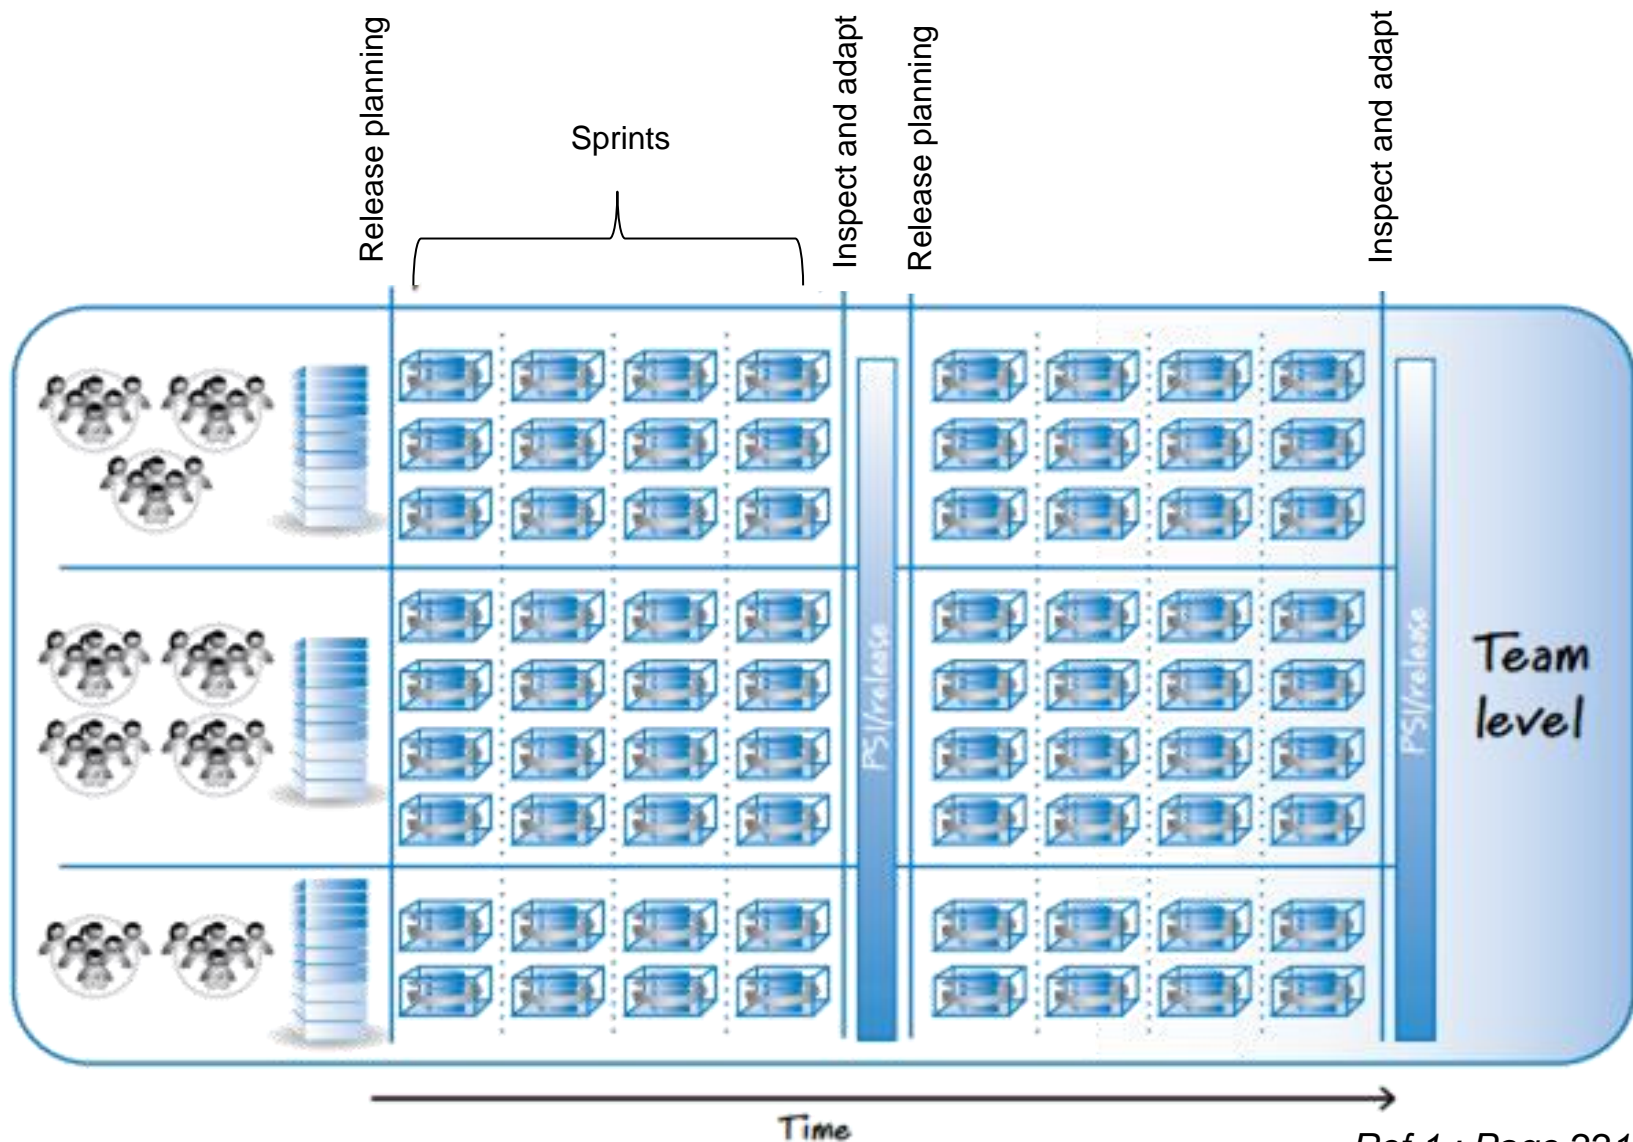 Release planning
Sprints
Inspect and adapt
Release planning
Inspect and adapt
PSI/release
PSI/release
Team
level
Time
Ref 1 : Page 221